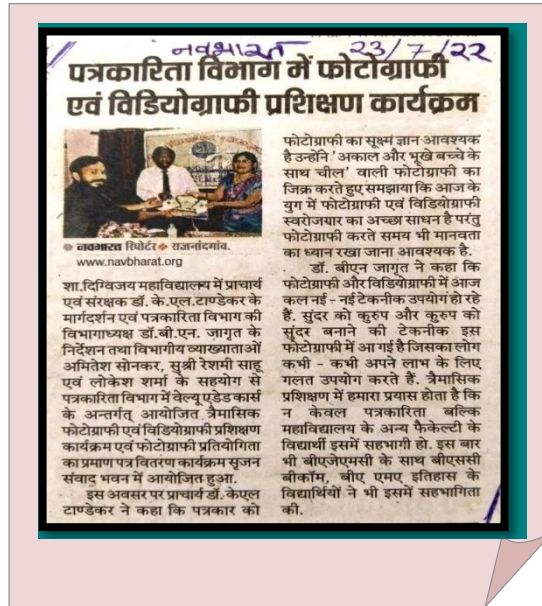 नवभारत 23/7/22
पत्रकारिता विभाग में फोटोग्राफी
एवं विडियोग्राफी प्रशिक्षण कार्यक्रम
नवभारत रिपोर्टर राजनांदगांव.
www.navbharat.org
शा.दिग्विजय महाविद्यालय में प्राचार्य
एवं संरक्षक डॉ. के.एल.टाण्डेकर के
मार्गदर्शन एवं पत्रकारिता विभाग की
विभागाध्यक्ष डॉ.बी.एन. जागृत के
निर्देशन तथा विभागीय व्याख्याताओं
अमितेश सोनकर, सुश्री रेशमी साहू
एवं लोकेश शर्मा के सहयोग से
पत्रकारिता विभाग में वेल्यू एडेड कार्स
के अन्तर्गत् आयोजित त्रैमासिक
फोटोग्राफी एवं विडियोग्राफी प्रशिक्षण
कार्यक्रम एवं फोटोग्राफी प्रतियोगिता
का प्रमाण पत्र वितरण कार्यक्रम सृजन
संवाद भवन में आयोजित हुआ.
इस अवसर पर प्राचार्य डॉ. केएल
टाण्डेकर ने कहा कि पत्रकार को
फोटोग्राफी का सूक्ष्म ज्ञान आवश्यक
है उन्होंने 'अकाल और भूखे बच्चे के
साथ चील' वाली फोटोग्राफी का
जिक्र करते हुए समझाया कि आज के
युग में फोटोग्राफी एवं विडियोग्राफी
स्वरोजयार का अच्छा साधन है परंतु
फोटोग्राफी करते समय भी मानवता
का ध्यान रखा जाना आवश्यक है.
डॉ. बीएन जागृत ने कहा कि
फोटोग्राफी और विडियोग्राफी में आज
कल नई - नई टेकनीक उपयोग हो रहे
हैं. सुंदर को कुरुप और कुरुप को
सुंदर बनाने की टेकनीक इस
फोटोग्राफी में आ गई है जिसका लोग
कभी - कभी अपने लाभ के लिए
गलत उपयोग करते हैं. त्रैमासिक
प्रशिक्षण में हमारा प्रयास होता है कि
न केवल पत्रकारिता बल्कि
महाविद्यालय के अन्य फैकेल्टी के
विद्यार्थी इसमें सहभागी हो. इस बार
भी बीएजेएमसी के साथ बीएससी
बीकॉम, बीए एमए इतिहास के
विद्यार्थियों ने भी इसमें सहभागिता
की.